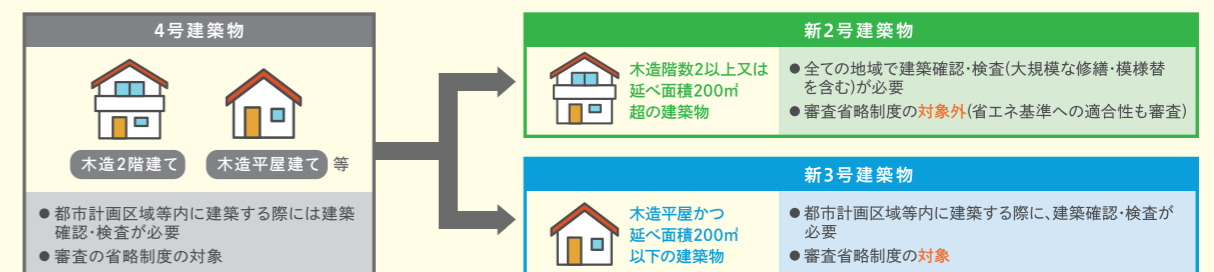 4号建築物
木造2階建て
木造平屋建て 等
● 都市計画区域等内に建築する際には建築
確認・検査が必要
● 審査の省略制度の対象
新2号建築物
木造階数2以上又は
延べ面積200㎡
超の建築物
● 全ての地域で建築確認・検査(大規模な修繕・模様替
を含む)が必要
● 審査省略制度の対象外(省エネ基準への適合性も審査)
新3号建築物
木造平屋かつ
延べ面積200㎡
以下の建築物
● 都市計画区域等内に建築する際に、建築確認・検査が
必要
● 審査省略制度の対象